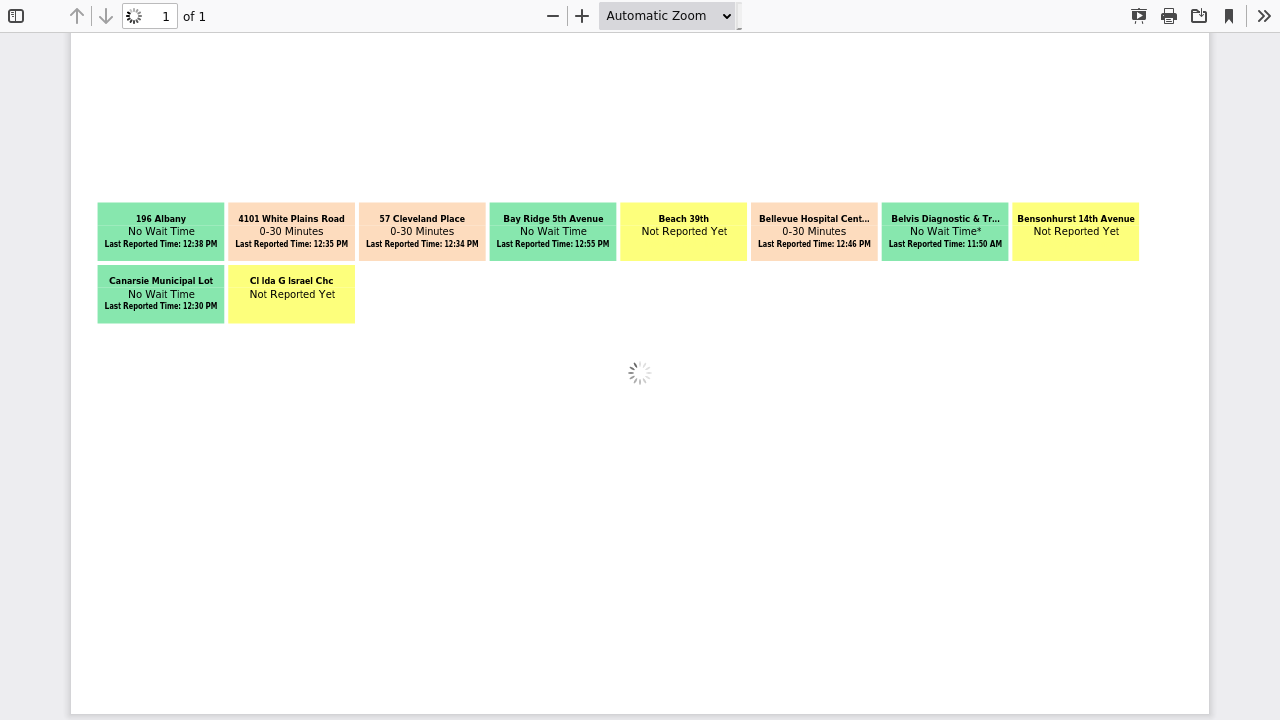 1 of 1 Automatic Zoom
196 Albany
No Wait Time
Last Reported Time: 12:38 PM
4101 White Plains Road
0-30 Minutes
Last Reported Time: 12:35 PM
57 Cleveland Place
0-30 Minutes
Last Reported Time: 12:34 PM
Bay Ridge 5th Avenue
No Wait Time
Last Reported Time: 12:55 PM
Beach 39th
Not Reported Yet
Bellevue Hospital Cent...
0-30 Minutes
Last Reported Time: 12:46 PM
Belvis Diagnostic & Tr...
No Wait Time*
Last Reported Time: 11:50 AM
Bensonhurst 14th Avenue
Not Reported Yet
Canarsie Municipal Lot
No Wait Time
Last Reported Time: 12:30 PM
Cl Ida G Israel Chc
Not Reported Yet